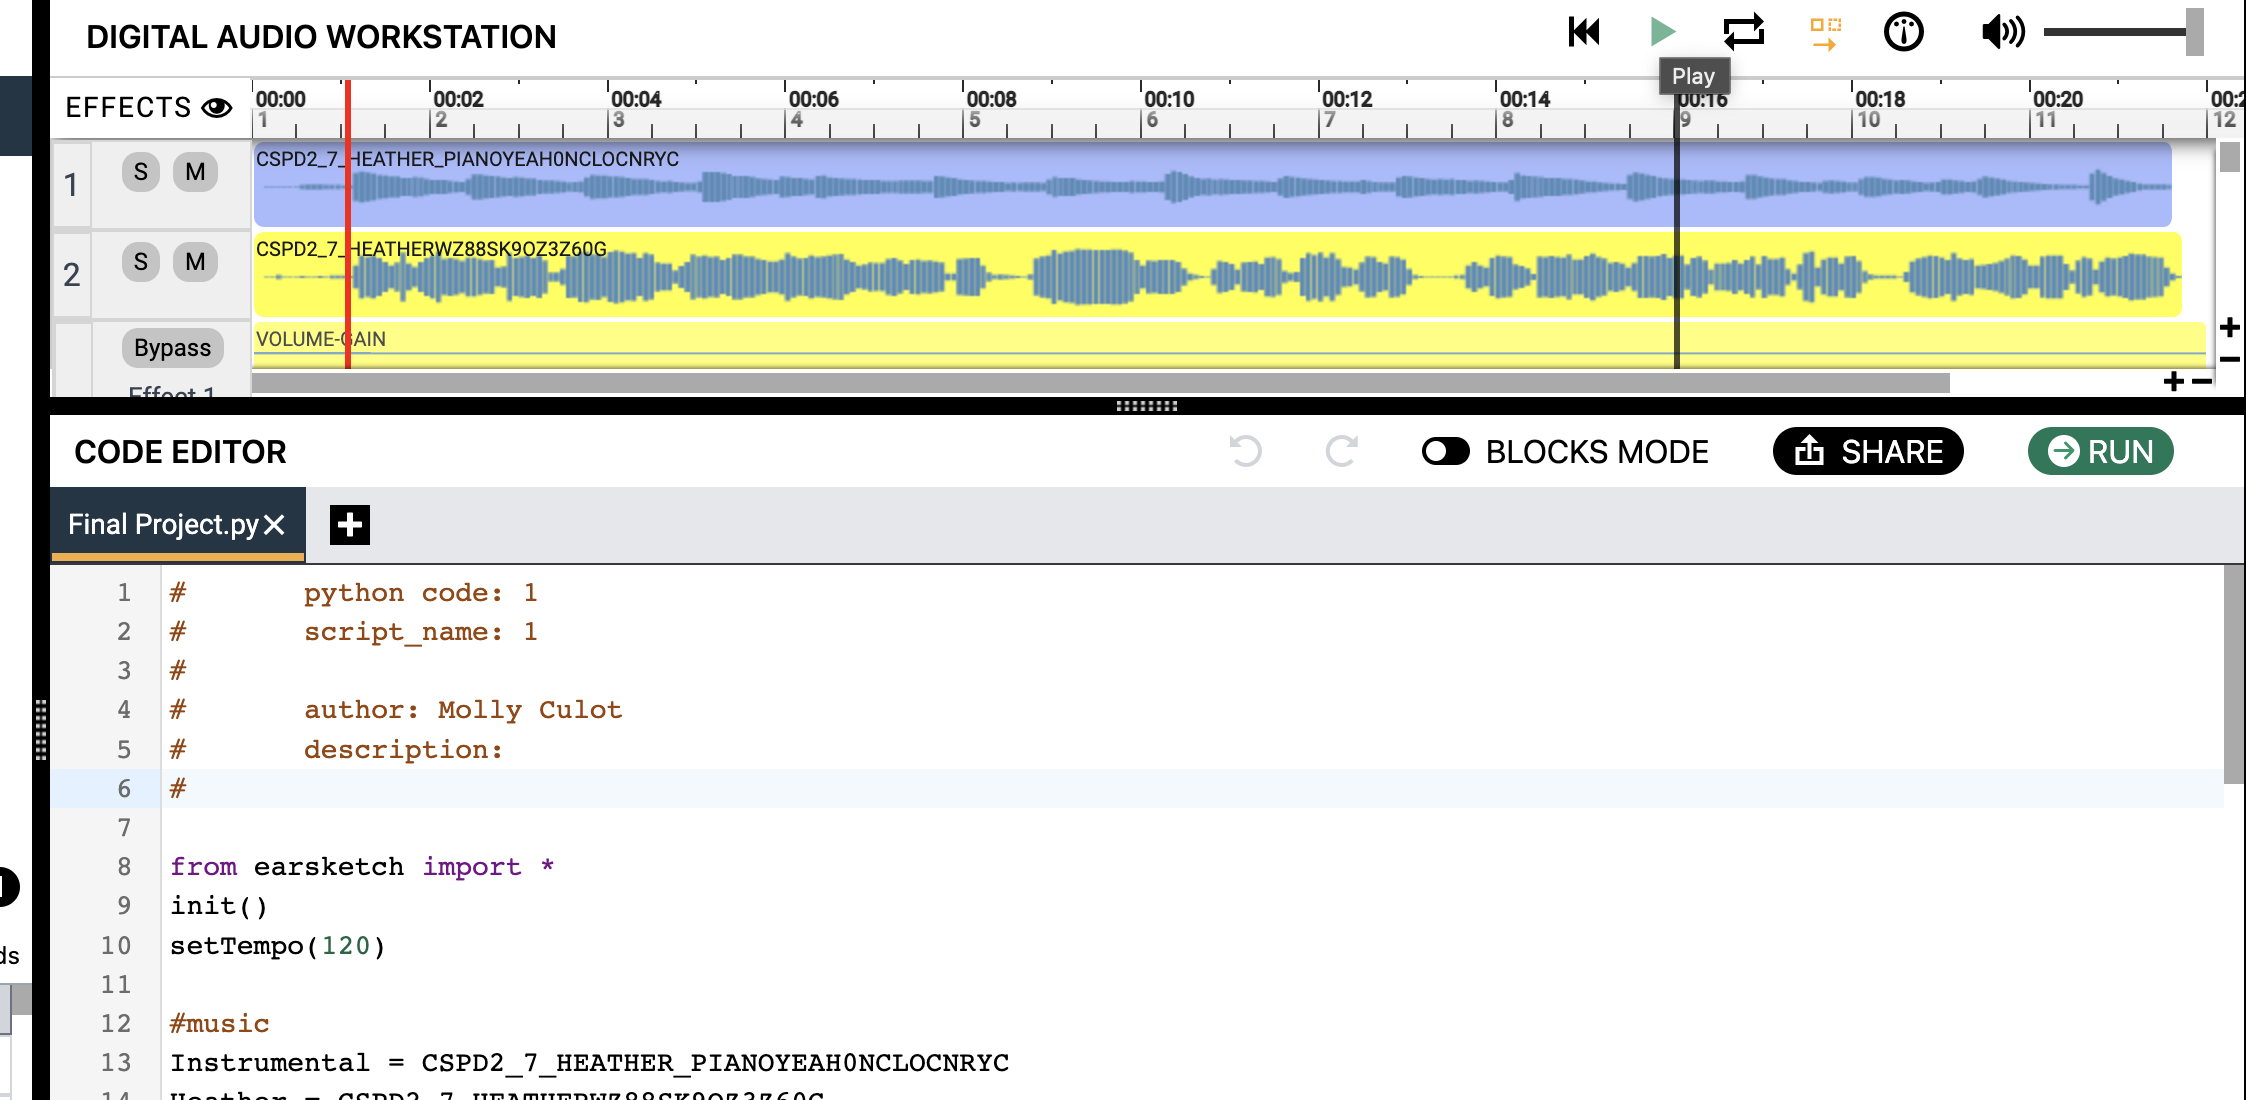 DIGITAL AUDIO WORKSTATION
Play
EFFECTS
00:00 00:02 00:04 00:06 00:08 00:10 00:12 00:14 00:16 00:18 00:20 00:2
1 2 3 4 5 6 7 8 9 10 11 12
1 S M CSPD2_7_HEATHER_PIANOYEAH0NCLOCNRYC
2 S M CSPD2_7_HEATHERWZ88SK9OZ3Z60G
Bypass VOLUME-GAIN
Effect 1
CODE EDITOR BLOCKS MODE SHARE RUN
Final Project.py
1 # python code: 1
2 # script_name: 1
3 #
4 # author: Molly Culot
5 # description:
6 #
7
8 from earsketch import *
9 init()
10 setTempo(120)
ds
11
12 #music
13 Instrumental = CSPD2_7_HEATHER_PIANOYEAH0NCLOCNRYC
14 Heather = CSPD2_7_HEATHERWZ88SK9OZ3Z60G